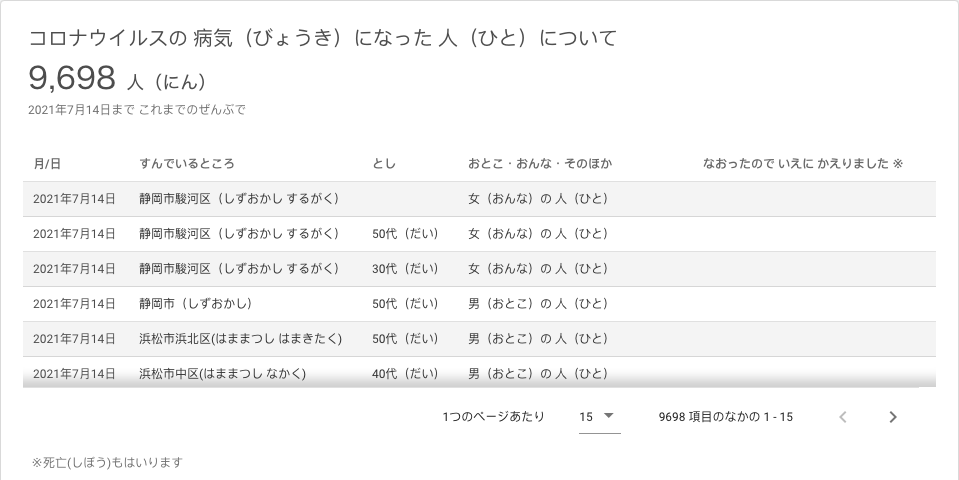 コロナウイルスの 病気（びょうき）になった 人（ひと）について
9,698 人（にん）
2021年7月14日まで これまでのぜんぶで
月/日 すんでいるところ とし おとこ・おんな・そのほか なおったので いえに かえりました ※
2021年7月14日 静岡市駿河区（しずおかし するがく） 女（おんな）の 人（ひと）
2021年7月14日 静岡市駿河区（しずおかし するがく） 50代（だい） 女（おんな）の 人（ひと）
2021年7月14日 静岡市駿河区（しずおかし するがく） 30代（だい） 女（おんな）の 人（ひと）
2021年7月14日 静岡市（しずおかし） 50代（だい） 男（おとこ）の 人（ひと）
2021年7月14日 浜松市浜北区(はままつし はまきたく) 50代（だい） 男（おとこ）の 人（ひと）
2021年7月14日 浜松市中区(はままつし なかく) 40代（だい） 男（おとこ）の 人（ひと）
1つのページあたり 15 9698 項目のなかの 1 - 15
※死亡(しぼう)もはいります